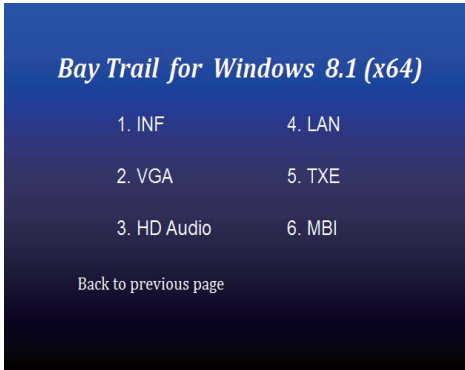 Bay Trail for Windows 8.1 (x64)
1. INF
2. VGA
3. HD Audio
4. LAN
5. TXE
6. MBI
Back to previous page